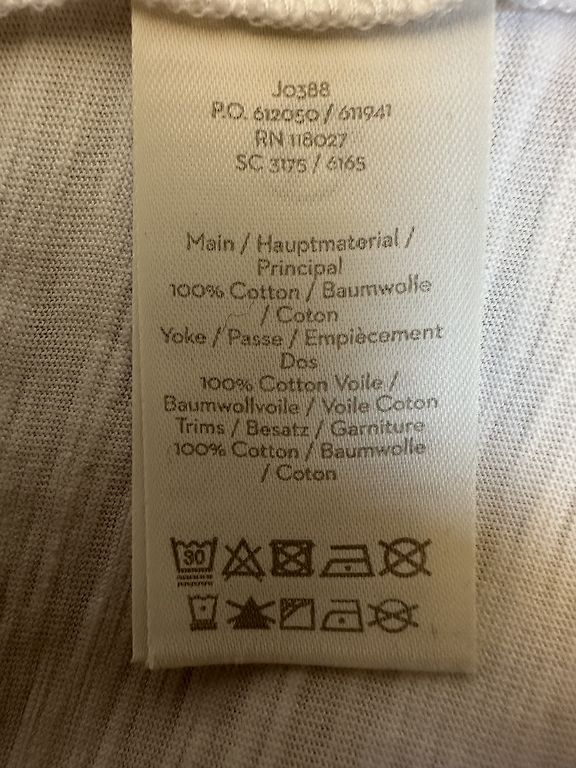 J0388
P.O. 612050 / 611941
RN 118027
SC 3175 / 6165
Main / Hauptmaterial /
Principal
100% Cotton / Baumwolle
/ Coton
Yoke / Passe / Empiècement
Dos
100% Cotton Voile /
Baumwollvoile / Voile Coton
Trims / Besatz / Garniture
100% Cotton / Baumwolle
/ Coton
30